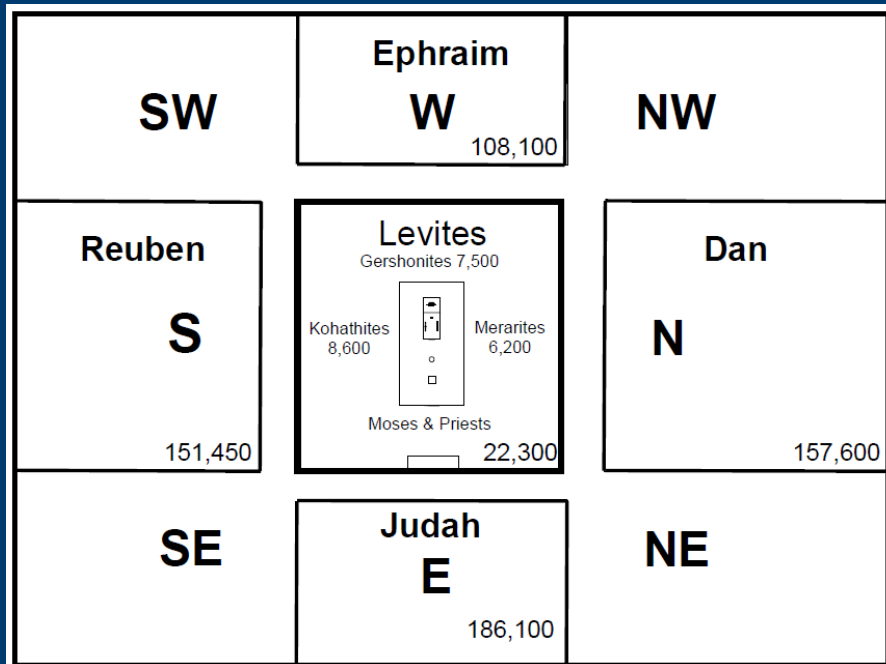 Ephraim
SW
W
NW
108,100
Reuben
S
151,450
Levites
Gershonites 7,500
Kohathites
8,600
Merarites
6,200
Moses & Priests
22,300
Dan
N
157,600
SE
Judah
E
186,100
NE